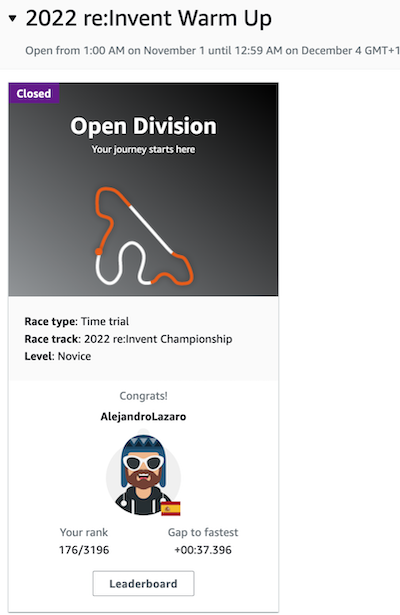 2022 re:Invent Warm Up
Open from 1:00 AM on November 1 until 12:59 AM on December 4 GMT+1
Closed
Open Division
Your journey starts here
Race type: Time trial
Race track: 2022 re:Invent Championship
Level: Novice
Congrats!
AlejandroLazaro
Your rank
Gap to fastest
176/3196
+00:37.396
Leaderboard